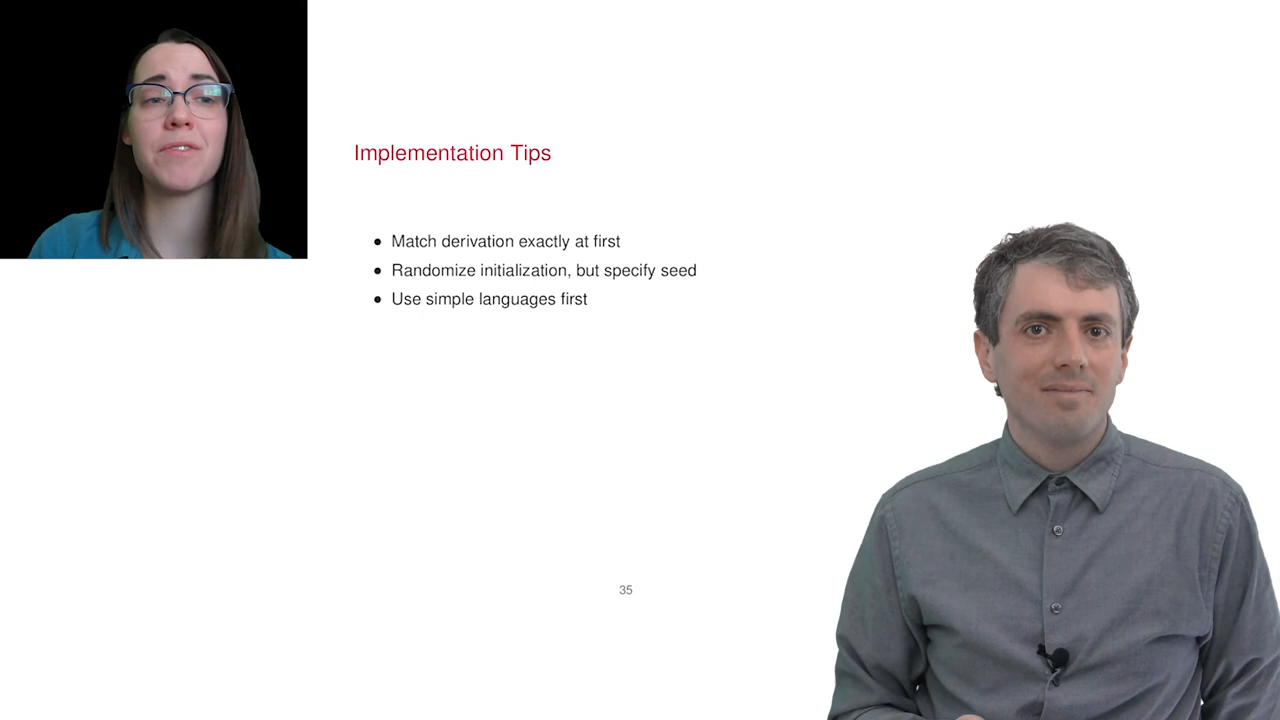 Implementation Tips
● Match derivation exactly at first
● Randomize initialization, but specify seed
● Use simple languages first
35